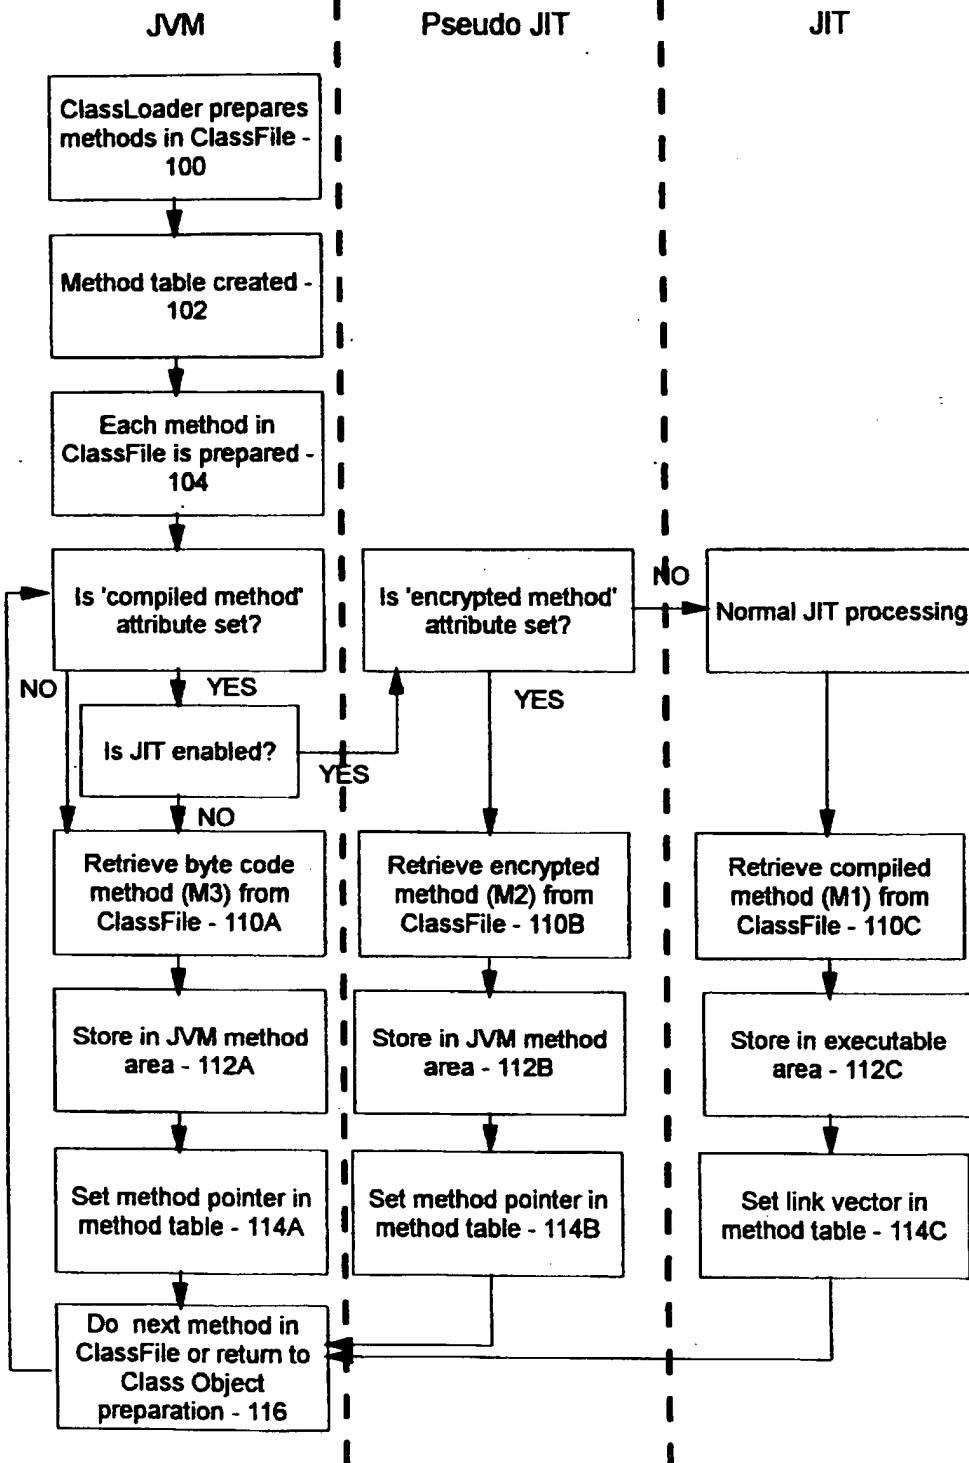 JVM
Pseudo JIT
JIT
ClassLoader prepares
methods in ClassFile -
100
Method table created -
102
Each method in
ClassFile is prepared -
104
Is 'compiled method'
attribute set?
Is 'encrypted method'
attribute set?
NO
Normal JIT processing
NO
YES
YES
Is JIT enabled?
YES
NO
Retrieve byte code
method (M3) from
ClassFile - 110A
Retrieve encrypted
method (M2) from
ClassFile - 110B
Retrieve compiled
method (M1) from
ClassFile - 110C
Store in JVM method
area - 112A
Store in JVM method
area - 112B
Store in executable
area - 112C
Set method pointer in
method table - 114A
Set method pointer in
method table - 114B
Set link vector in
method table - 114C
Do next method in
ClassFile or return to
Class Object
preparation - 116